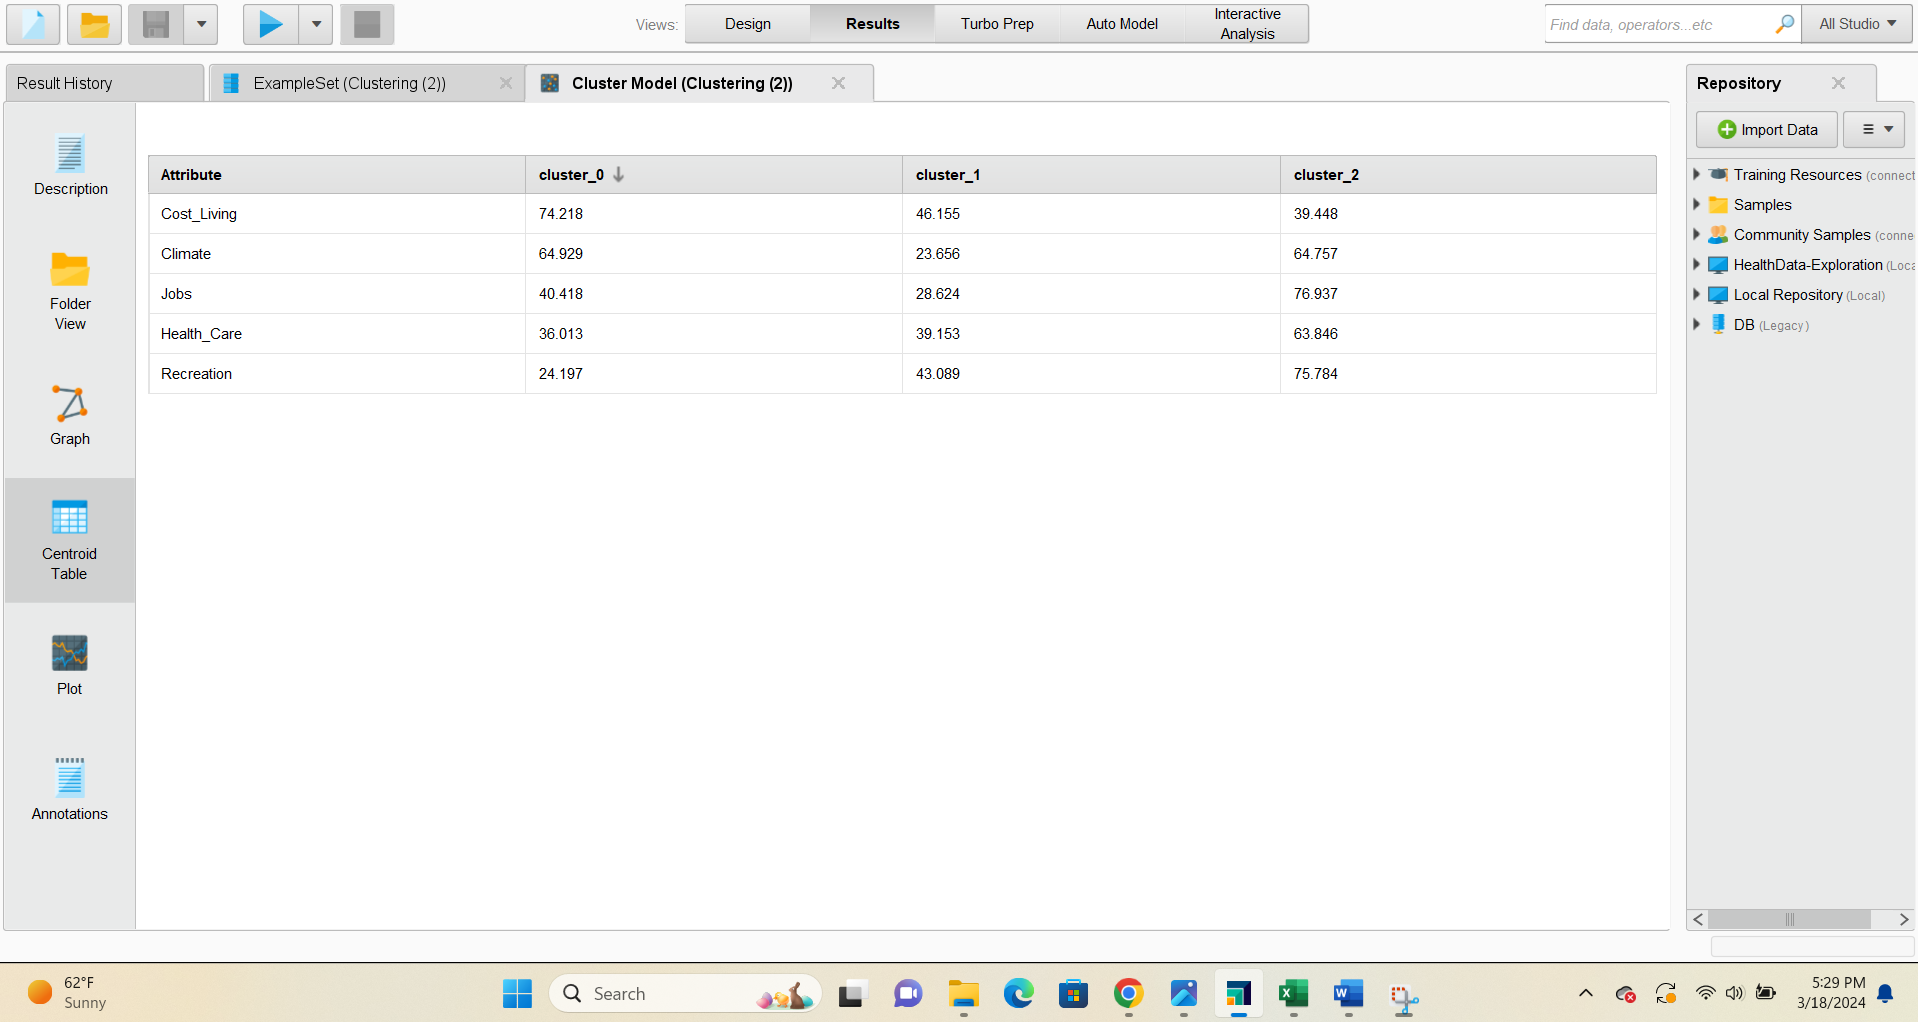 Views:
Design
Results
Turbo Prep
Auto Model
Interactive
Analysis
Find data, operators...etc
All Studio
Result History
ExampleSet (Clustering (2))
Cluster Model (Clustering (2))
Repository
Import Data
Description
Folder
View
Graph
Centroid
Table
Plot
Annotations
Attribute cluster_0 cluster_1 cluster_2
Cost_Living 74.218 46.155 39.448
Climate 64.929 23.656 64.757
Jobs 40.418 28.624 76.937
Health_Care 36.013 39.153 63.846
Recreation 24.197 43.089 75.784
Training Resources (connect
Samples
Community Samples (conne
HealthData-Exploration (Loca
Local Repository (Local)
DB (Legacy)
62°F
Sunny
Search
5:29 PM
3/18/2024